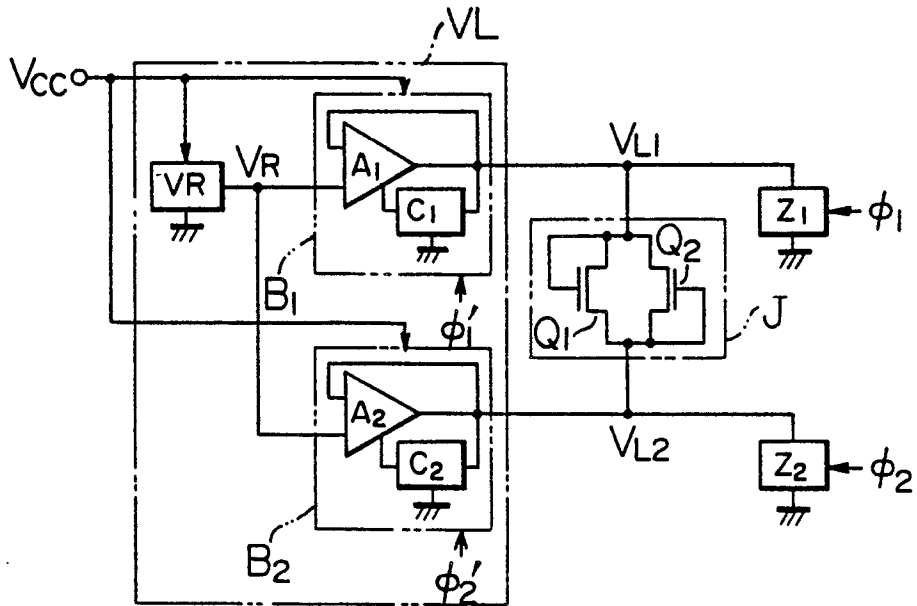 VL
VCC
VL1
A1
VR
VR
C1
Z1
ϕ1
Q2
B1
J
Q1
ϕ1'
A2
VL2
C2
Z2
ϕ2
B2
ϕ2'